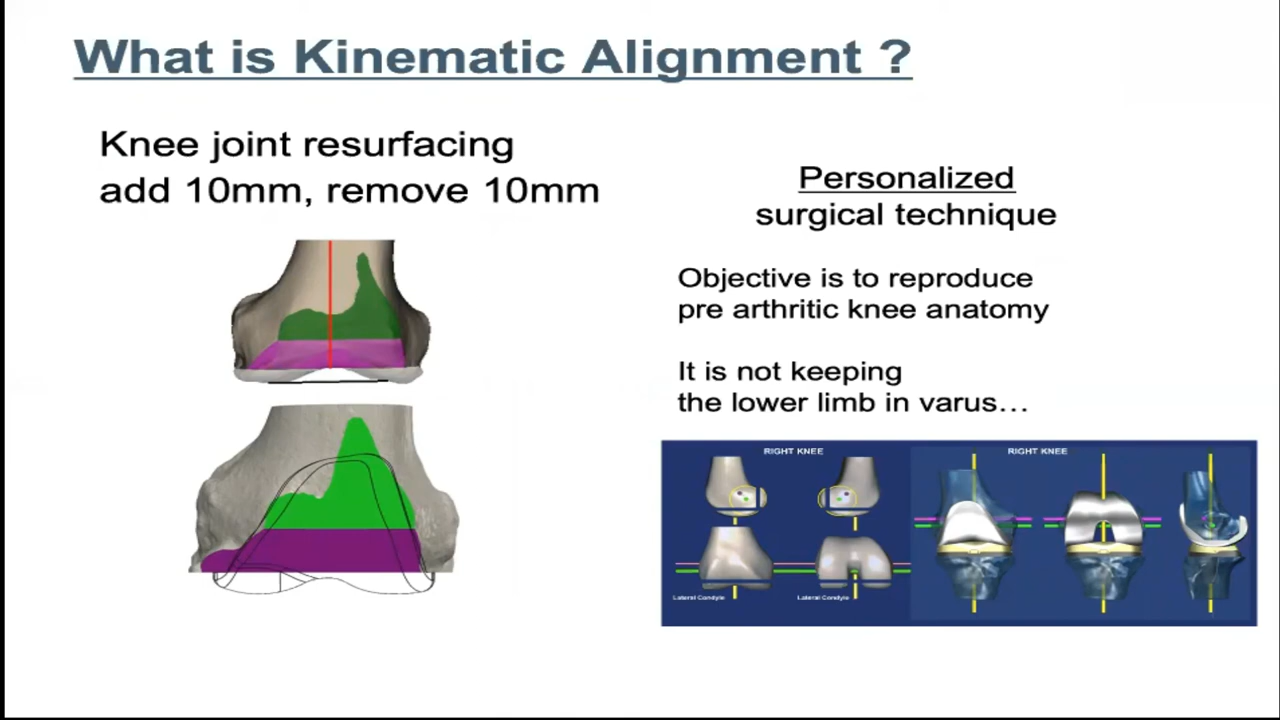 What is Kinematic Alignment ?
Knee joint resurfacing
add 10mm, remove 10mm
Personalized
surgical technique
Objective is to reproduce
pre arthritic knee anatomy
It is not keeping
the lower limb in varus...
RIGHT KNEE
RIGHT KNEE
Lateral Condyle
Lateral Condyle